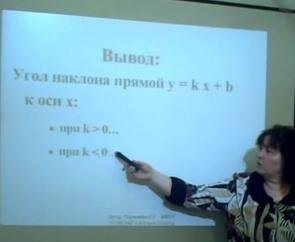 Вывод:
Угол наклона прямой y = k x + b
к оси x:
• при k > 0...
• при k < 0